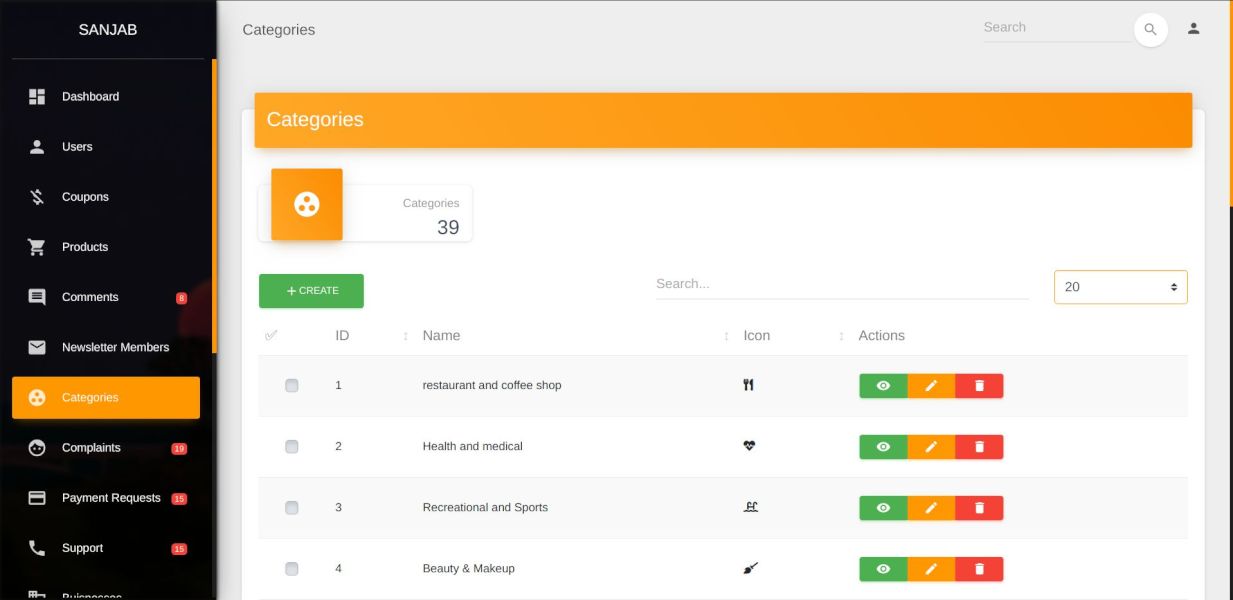 SANJAB
Categories
Search
Dashboard
Users
Coupons
Products
Comments 8
Newsletter Members
Categories
Complaints 19
Payment Requests 15
Support 15
Buisnesses
Categories
Categories
39
CREATE
Search...
20
ID Name Icon Actions
1 restaurant and coffee shop
2 Health and medical
3 Recreational and Sports
4 Beauty & Makeup